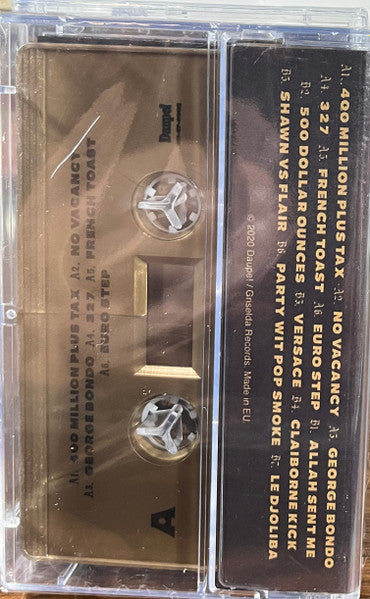 A1. 400 MILLION PLUS TAX A2. NO VACANCY A3. GEORGE BONDO
A4. 327 A5. FRENCH TOAST A6. EURO STEP B1. ALLAH SENT ME
B2. 500 DOLLAR OUNCES B3. VERSACE B4. CLAIBORNE KICK
B5. SHAWN VS FLAIR B6. PARTY WIT POP SMOKE B7. LE DJOLIBA
© 2020 Daupe! / Griselda Records. Made in EU.
A1. 400 MILLION PLUS TAX A2. NO VACANCY
A3. GEORGE BONDO A4. 327 A5. FRENCH TOAST
A6. EURO STEP
A
Daupe!